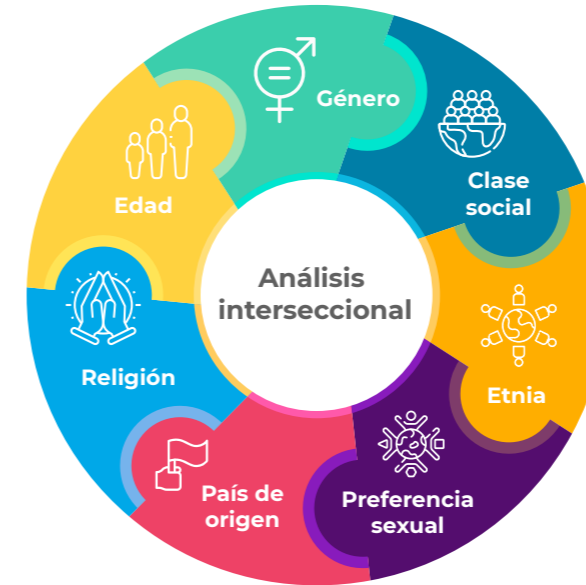 Género
Clase
social
Etnia
Preferencia
sexual
País de
origen
Religión
Edad
Análisis
interseccional